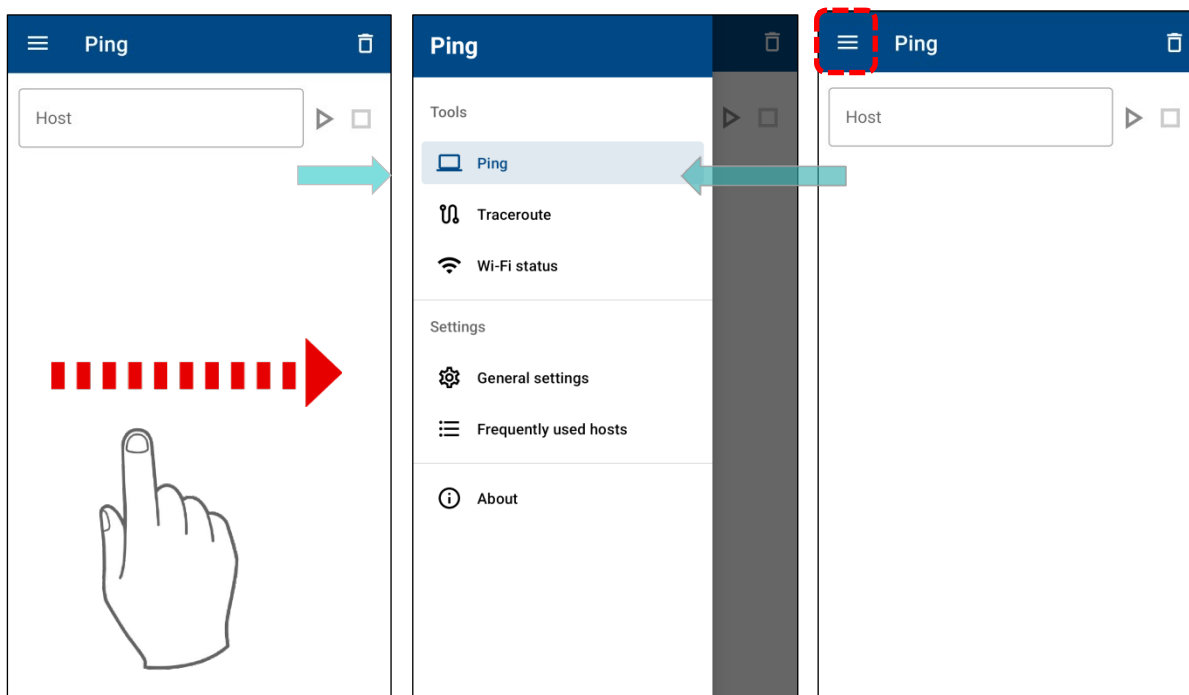 Ping
Host
Ping
Tools
Ping
Traceroute
Wi-Fi status
Settings
General settings
Frequently used hosts
About
Ping
Host